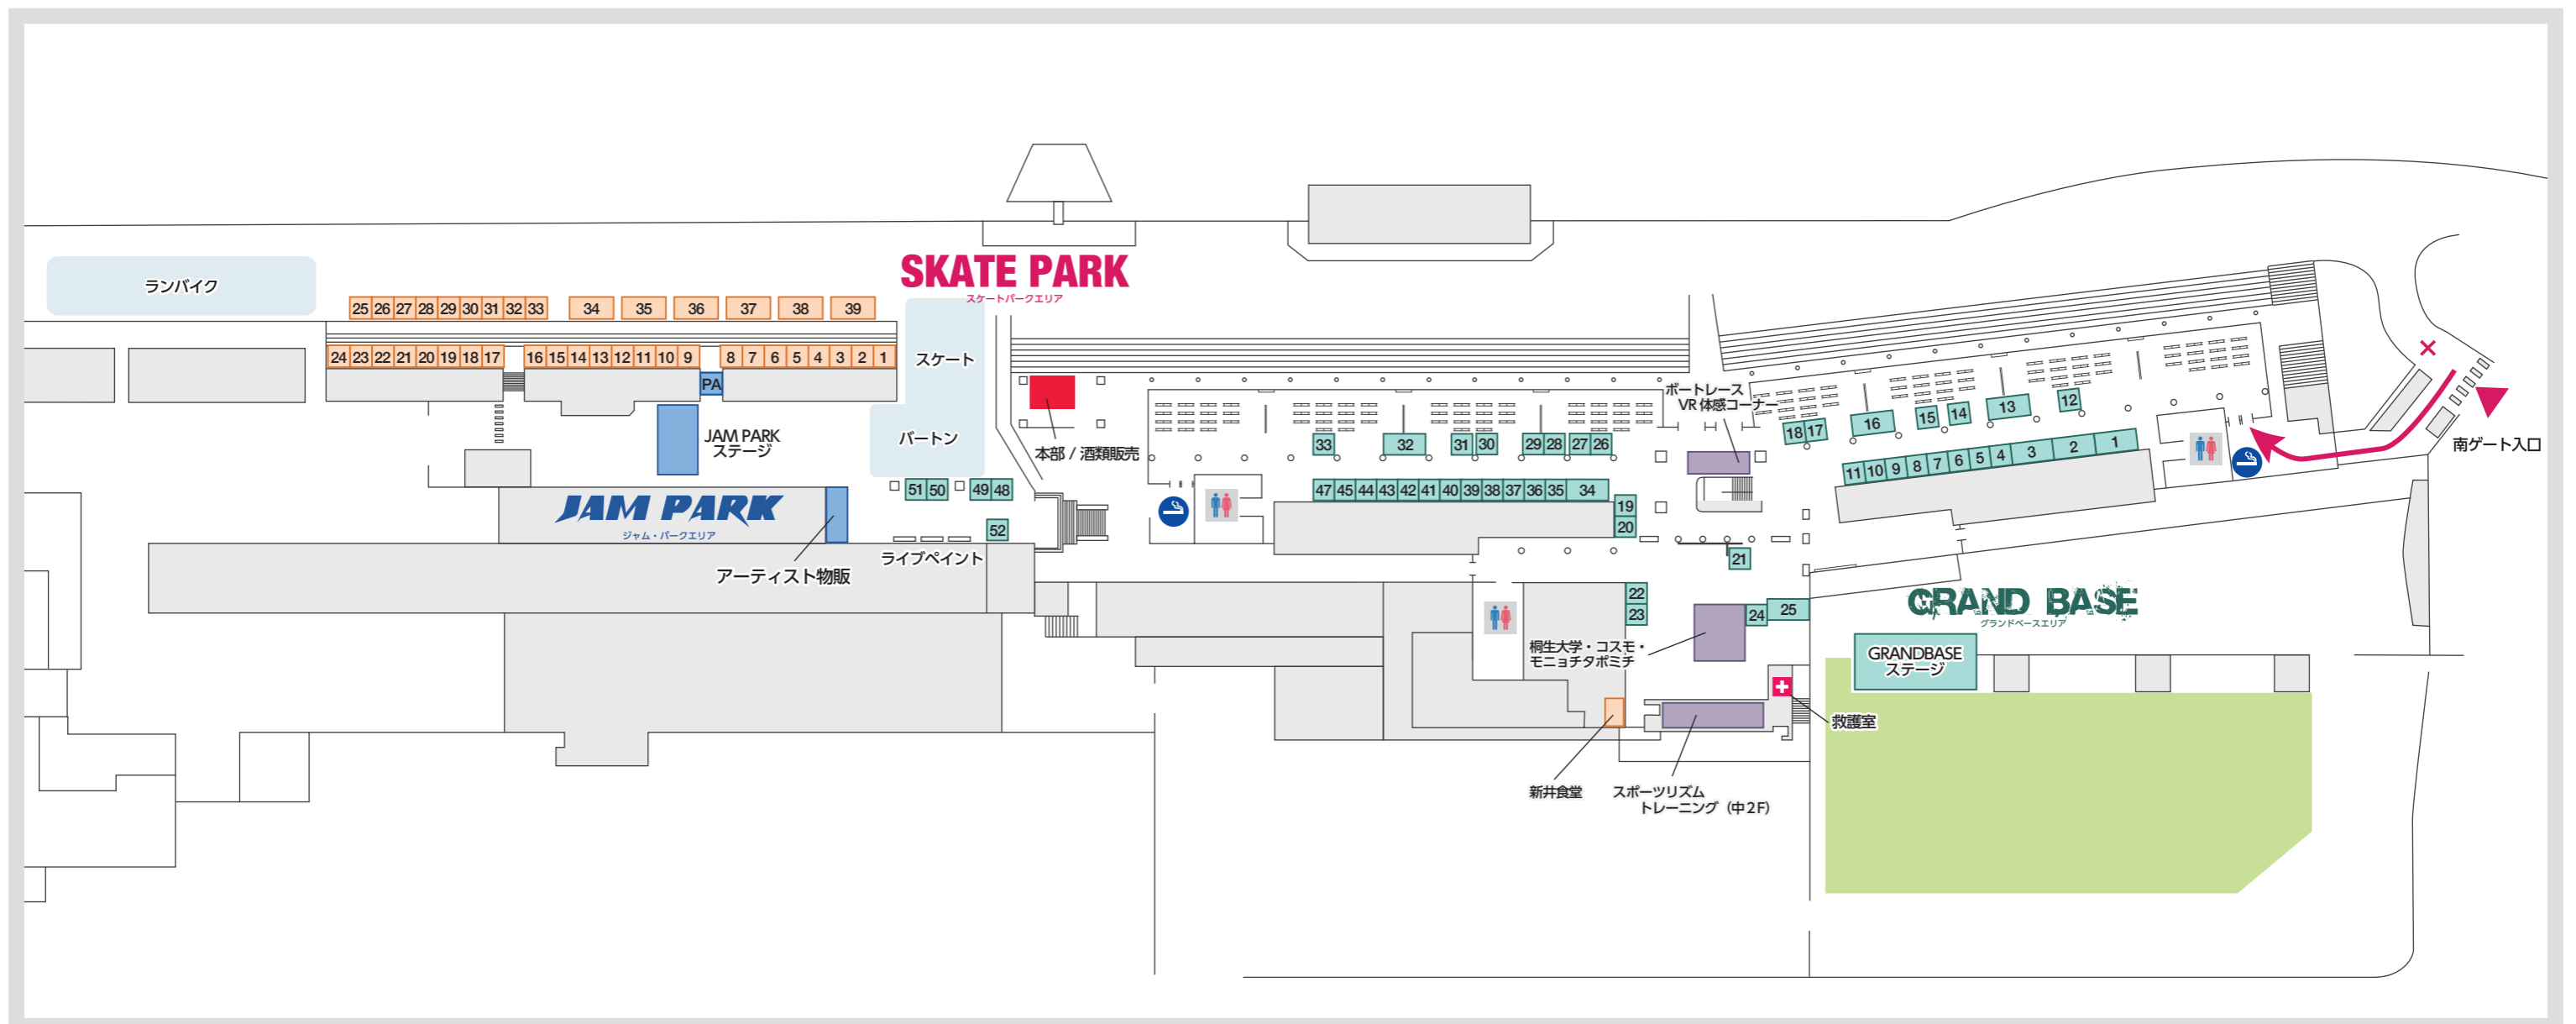 SKATE PARK
スケートパークエリア
ランバイク
25 26 27 28 29 30 31 32 33 34 35 36 37 38 39
24 23 22 21 20 19 18 17 16 15 14 13 12 11 10 9 8 7 6 5 4 3 2 1
PA
スケート
バートン
JAM PARK
ステージ
JAM PARK
ジャム・パークエリア
アーティスト物販
51 50 49 48
52
ライブペイント
本部 / 酒類販売
33 32 31 30 29 28 27 26
47 45 44 43 42 41 40 39 38 37 36 35 34
19
20
21
22
23
24 25
ボートレース
VR 体感コーナー
18 17 16 15 14 13 12
11 10 9 8 7 6 5 4 3 2 1
南ゲート入口
GRAND BASE
グランドベースエリア
GRANDBASE
ステージ
桐生大学・コスモ・
モニョチタポミチ
救護室
新井食堂
スポーツリズム
トレーニング（中２F）